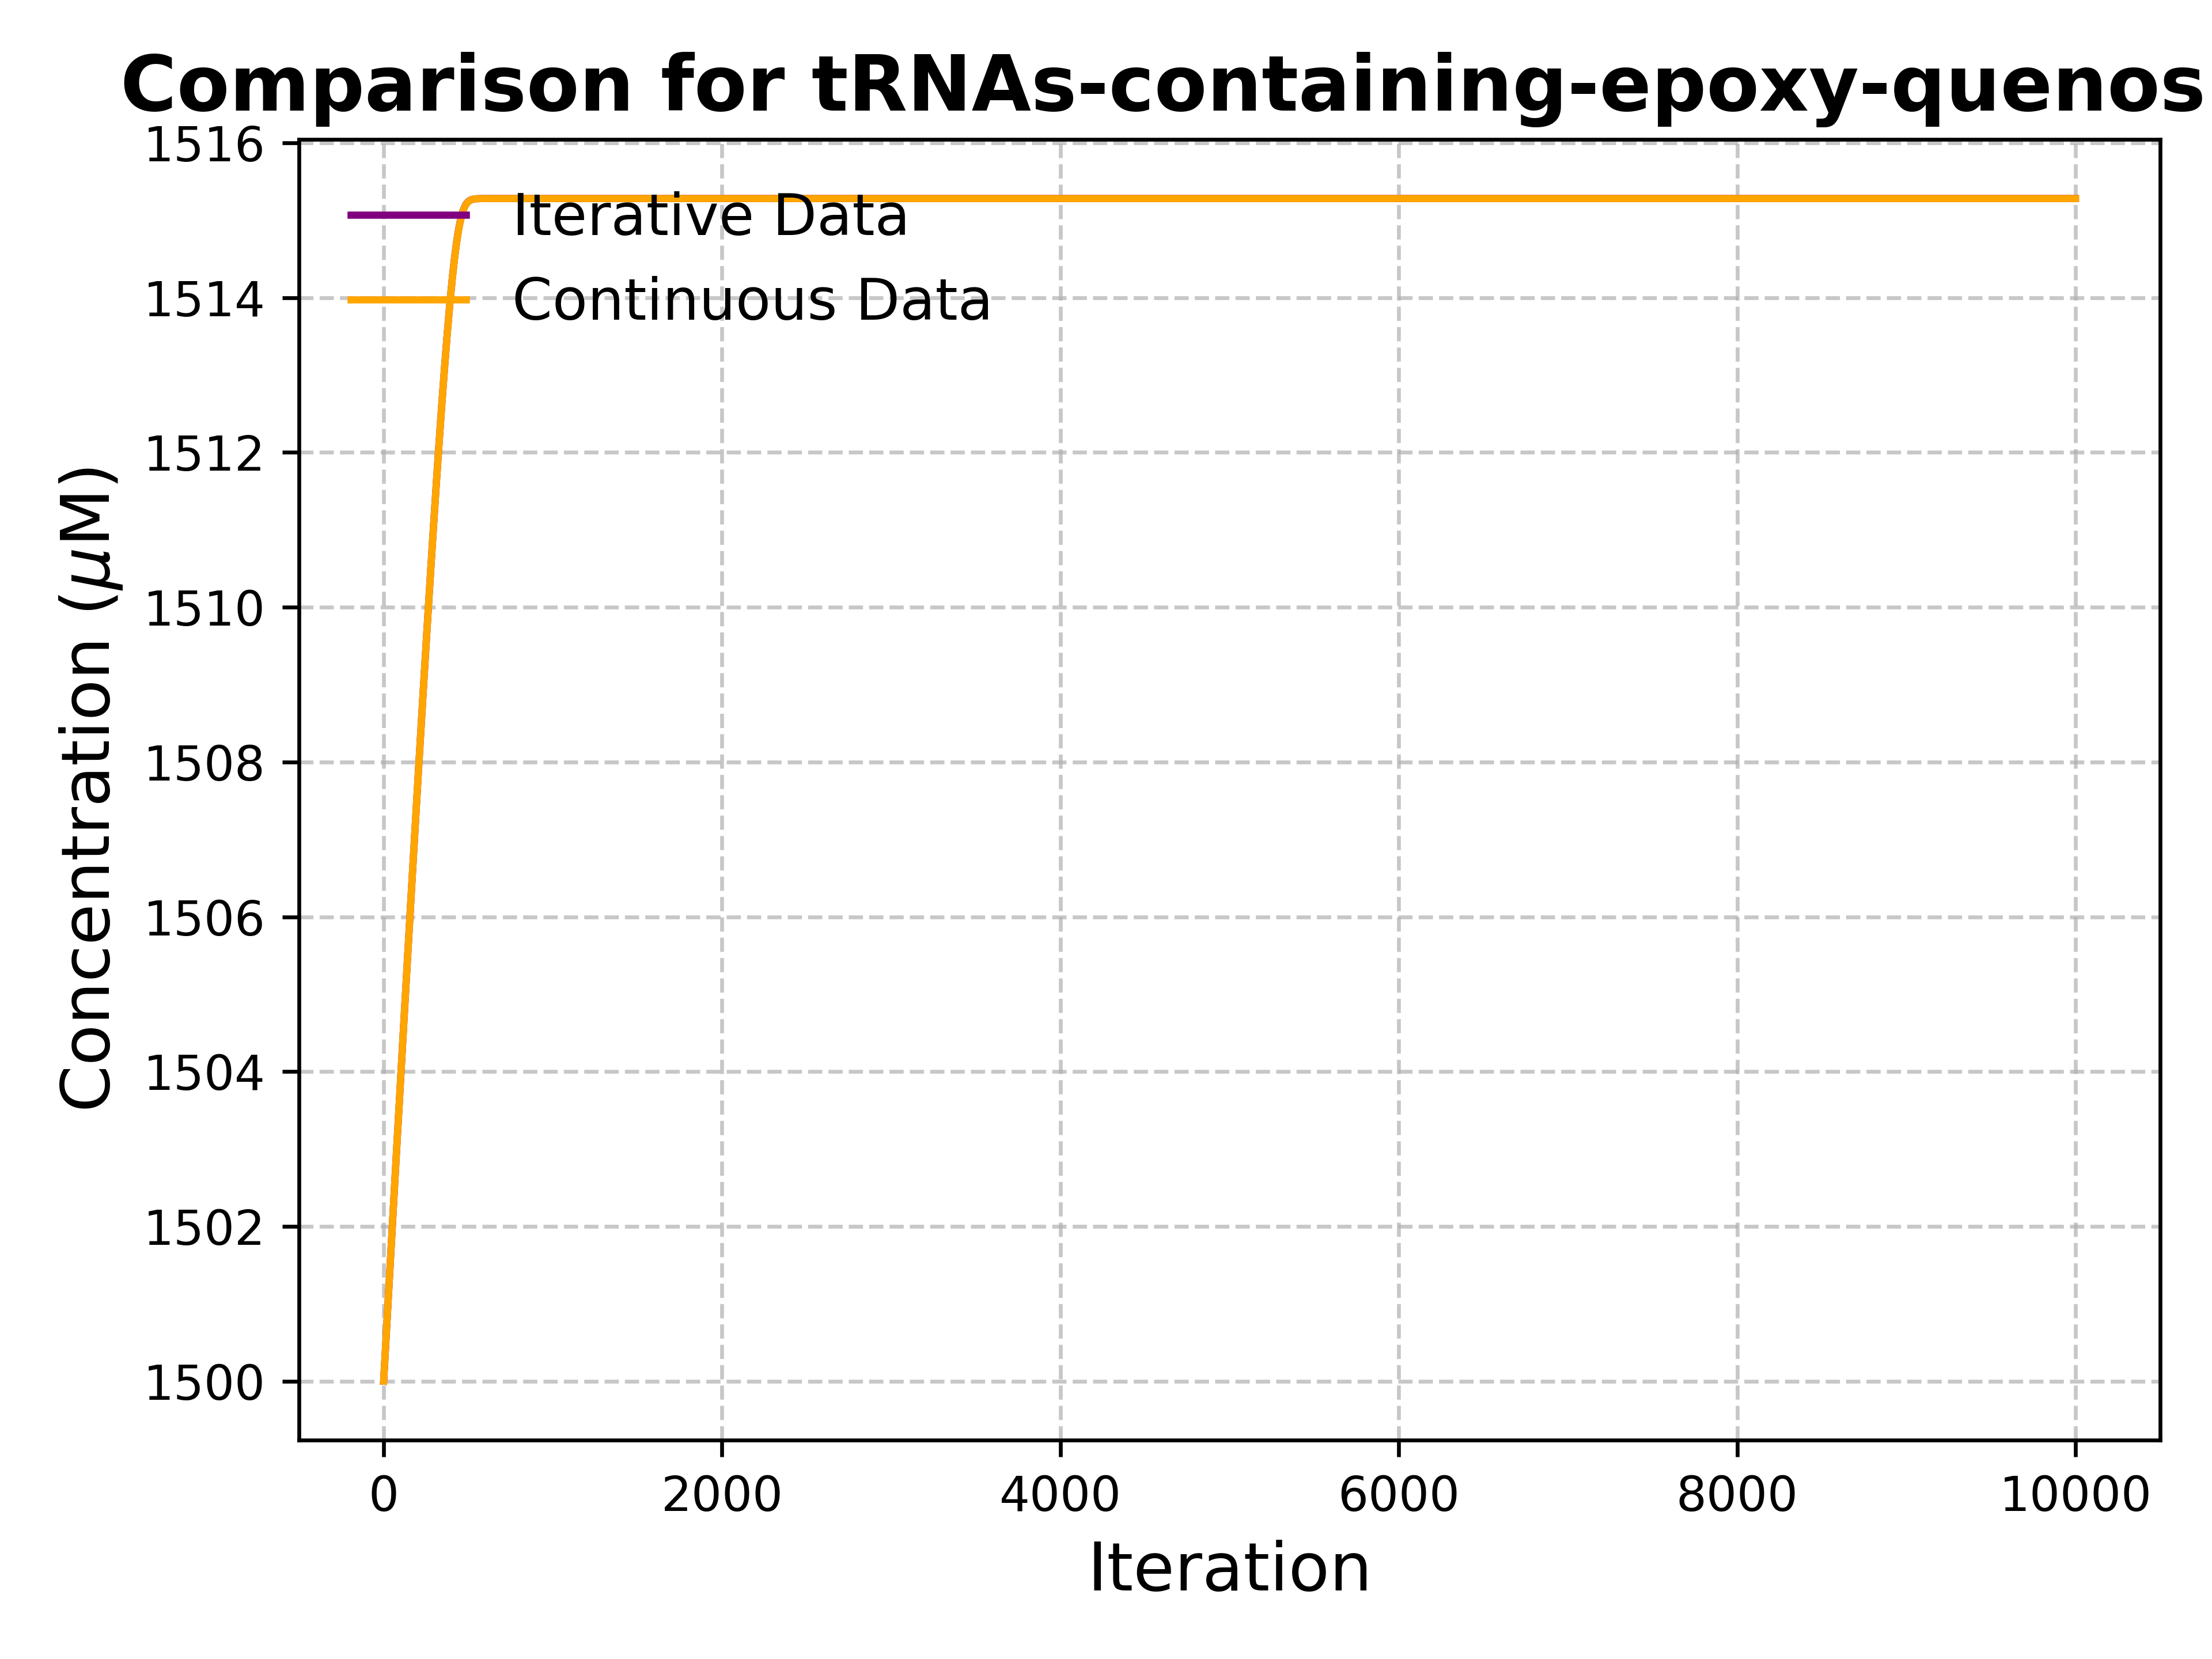 Comparison for tRNAs-containing-epoxy-quenos
1516
1514
1512
1510
1508
1506
1504
1502
1500
Concentration (μM)
Iterative Data
Continuous Data
0 2000 4000 6000 8000 10000
Iteration